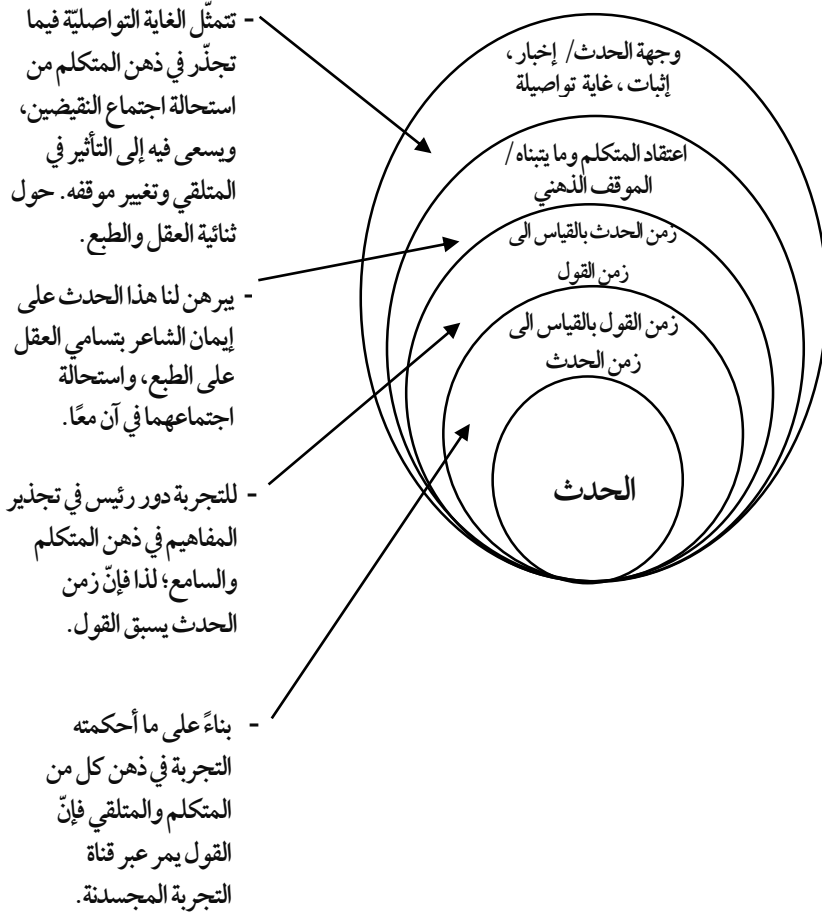 وجهة الحدث/ إخبار ،
إثبات ، غاية تواصيلة
اعتقاد المتكلم وما يتبناه /
الموقف الذهني
زمن الحدث بالقياس الى
زمن القول
زمن القول بالقياس الى
زمن الحدث
الحدث
- تتمثّل الغاية التواصليّة فيما
تجذّر في ذهن المتكلم من
استحالة اجتماع النقيضين،
ويسعى فيه إلى التأثير في
المتلقي وتغيير موقفه. حول
ثنائية العقل والطبع.
- يبرهن لنا هذا الحدث على
إيمان الشاعر بتسامي العقل
على الطبع، واستحالة
اجتماعهما في آن معًا.
- للتجربة دور رئيس في تجذير
المفاهيم في ذهن المتكلم
والسامع؛ لذا فإنّ زمن
الحدث يسبق القول.
- بناءً على ما أحكمته
التجربة في ذهن كل من
المتكلم والمتلقي فإنّ
القول يمر عبر قناة
التجربة المجسدنة.